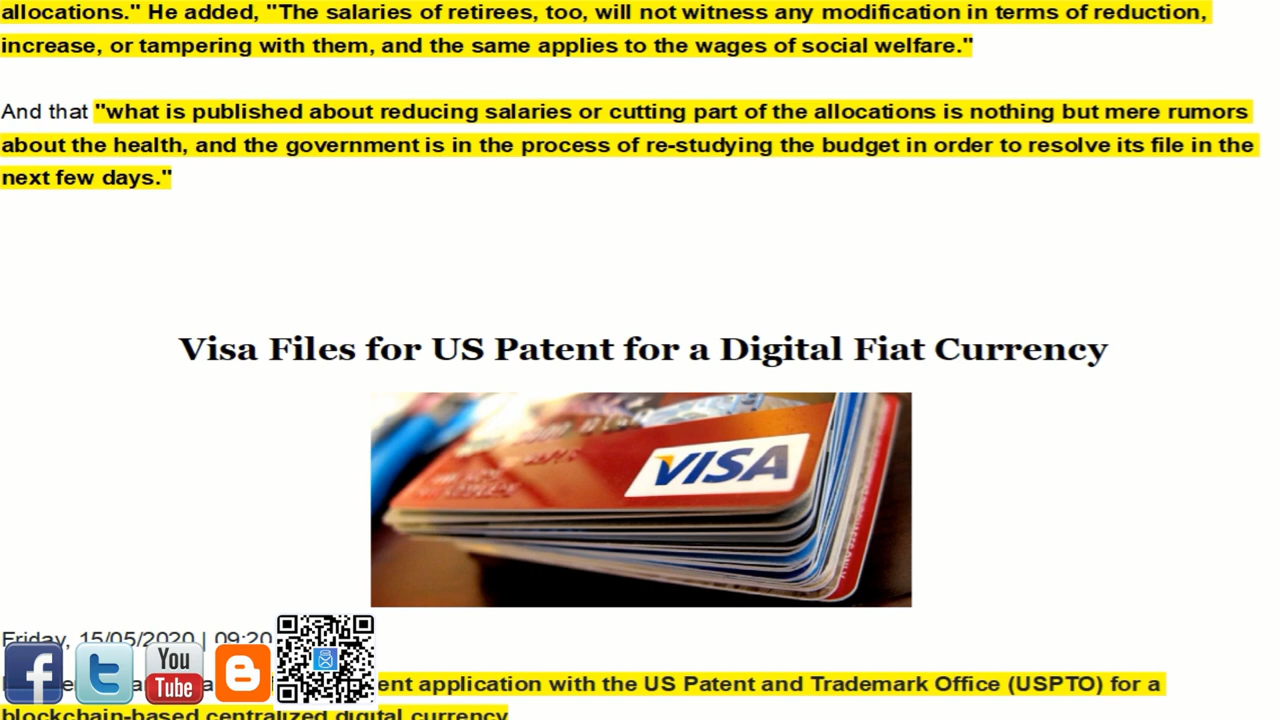 allocations." He added, "The salaries of retirees, too, will not witness any modification in terms of reduction,
increase, or tampering with them, and the same applies to the wages of social welfare."
And that "what is published about reducing salaries or cutting part of the allocations is nothing but mere rumors
about the health, and the government is in the process of re-studying the budget in order to resolve its file in the
next few days."
Visa Files for US Patent for a Digital Fiat Currency
VISA
Friday, 15/05/2020 | 09:20
You
Tube
ent application with the US Patent and Trademark Office (USPTO) for a
blockchain-based centralized digital currency